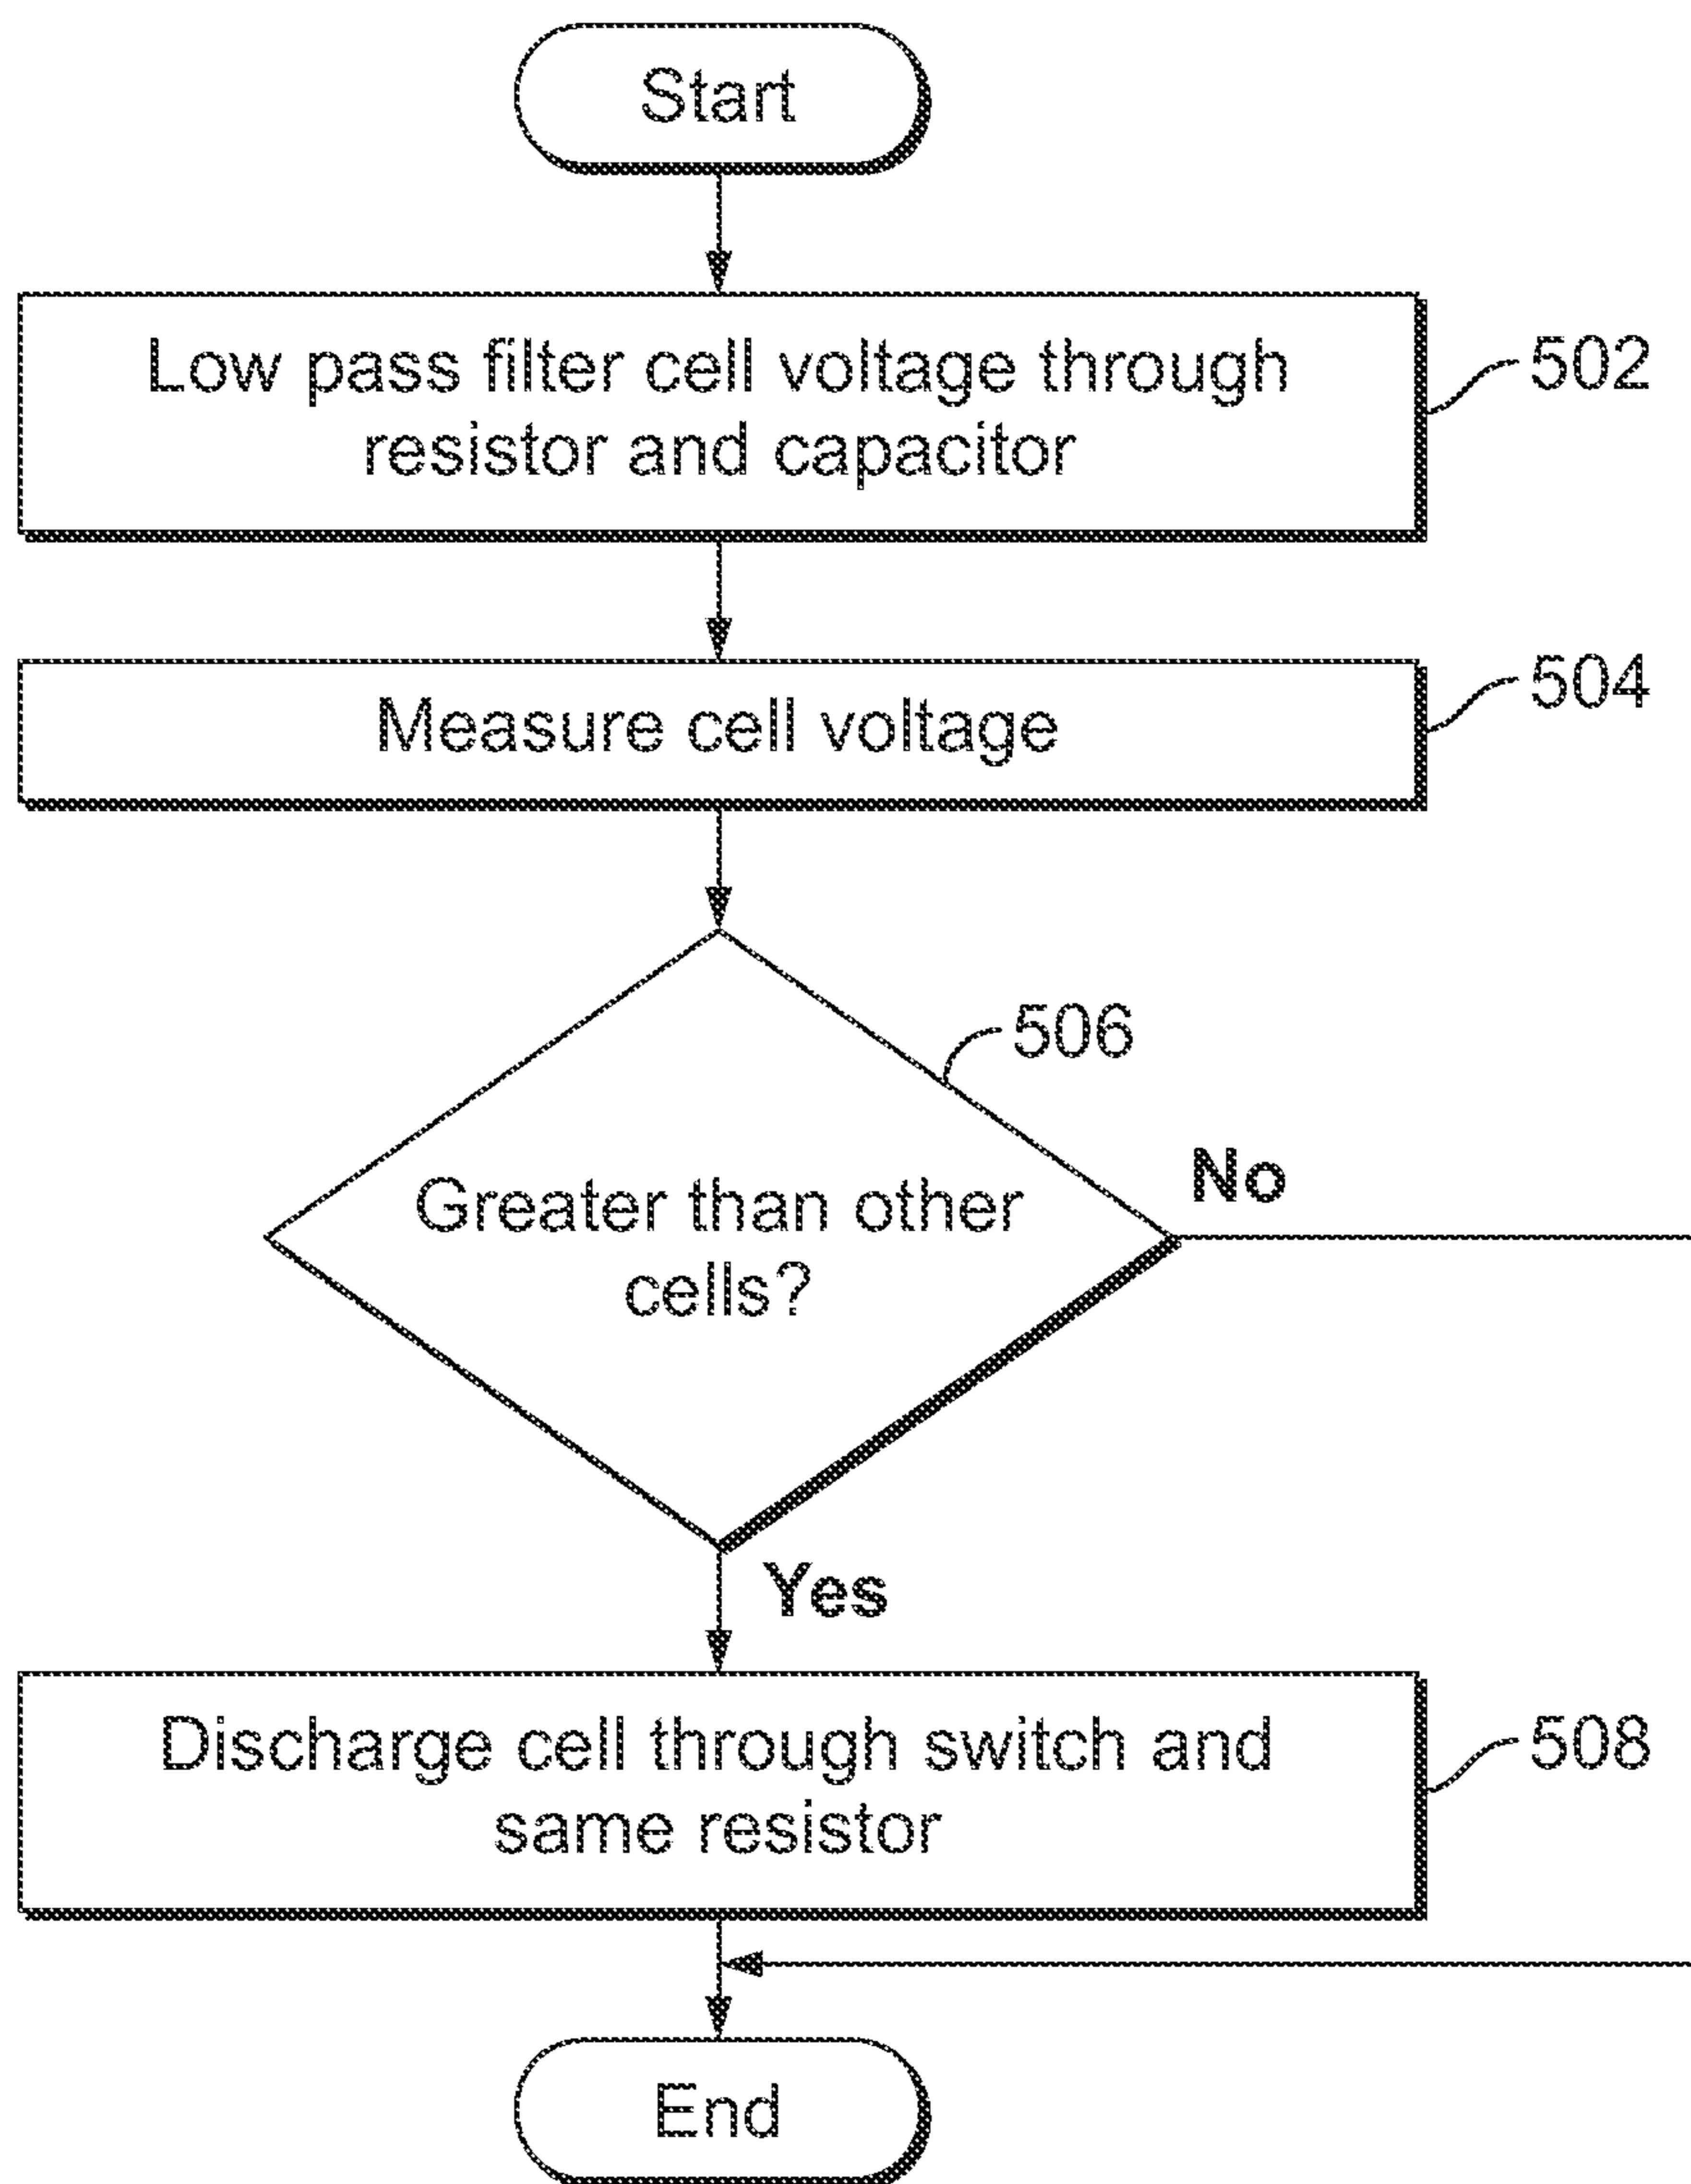 Start
Low pass filter cell voltage through
resistor and capacitor
502
Measure cell voltage
504
506
Greater than other
cells?
No
Yes
Discharge cell through switch and
same resistor
508
End